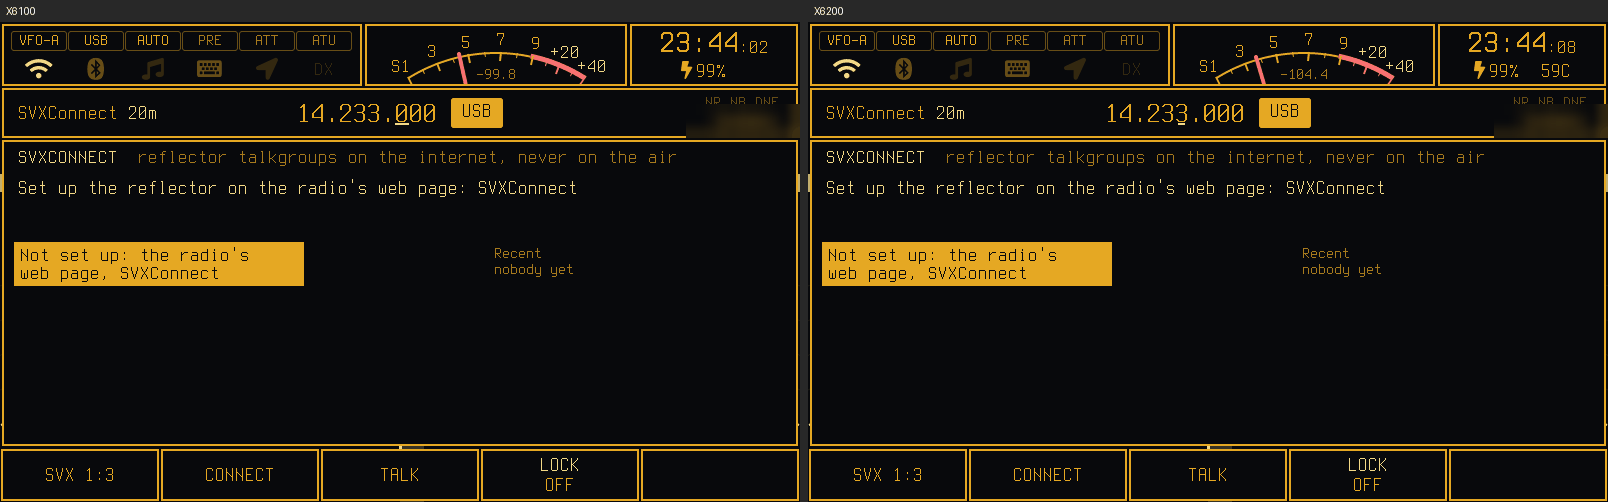 X6100
VFO-A USB AUTO PRE ATT ATU
DX
S1 3 5 7 9 +20 +40
-99.8
23:44:02
99%
SVXConnect 20m
14.233.000 USB
SVXCONNECT reflector talkgroups on the internet, never on the air
Set up the reflector on the radio's web page: SVXConnect
Not set up: the radio's
web page, SVXConnect
Recent
nobody yet
SVX 1:3
CONNECT
TALK
LOCK
OFF
X6200
VFO-A USB AUTO PRE ATT ATU
DX
S1 3 5 7 9 +20 +40
-104.4
23:44:08
99% 59C
SVXConnect 20m
14.233.000 USB
SVXCONNECT reflector talkgroups on the internet, never on the air
Set up the reflector on the radio's web page: SVXConnect
Not set up: the radio's
web page, SVXConnect
Recent
nobody yet
SVX 1:3
CONNECT
TALK
LOCK
OFF